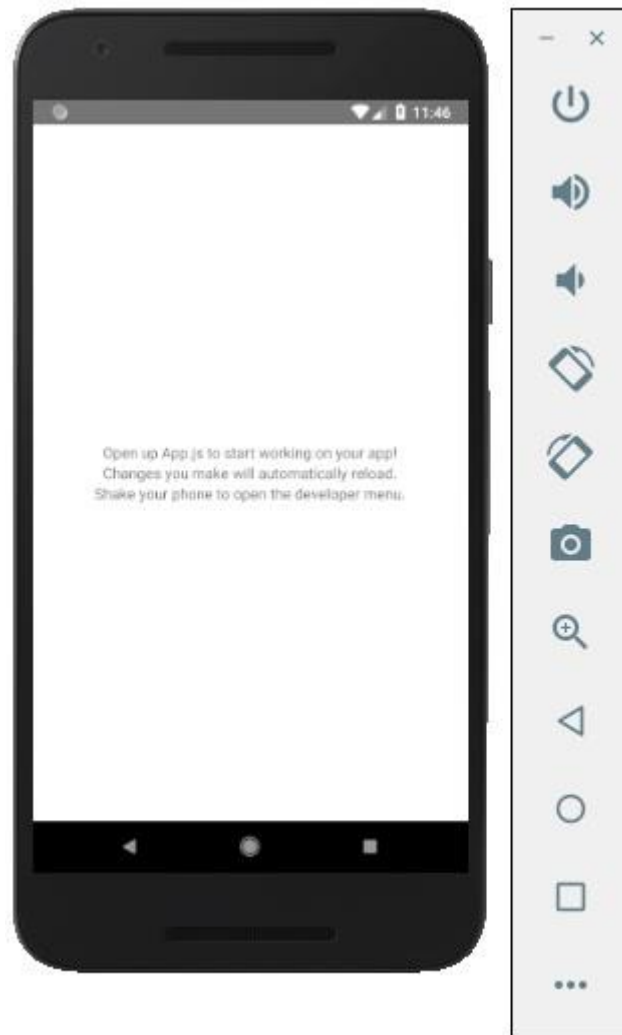 11:46
Open up App.js to start working on your app!
Changes you make will automatically reload.
Shake your phone to open the developer menu.